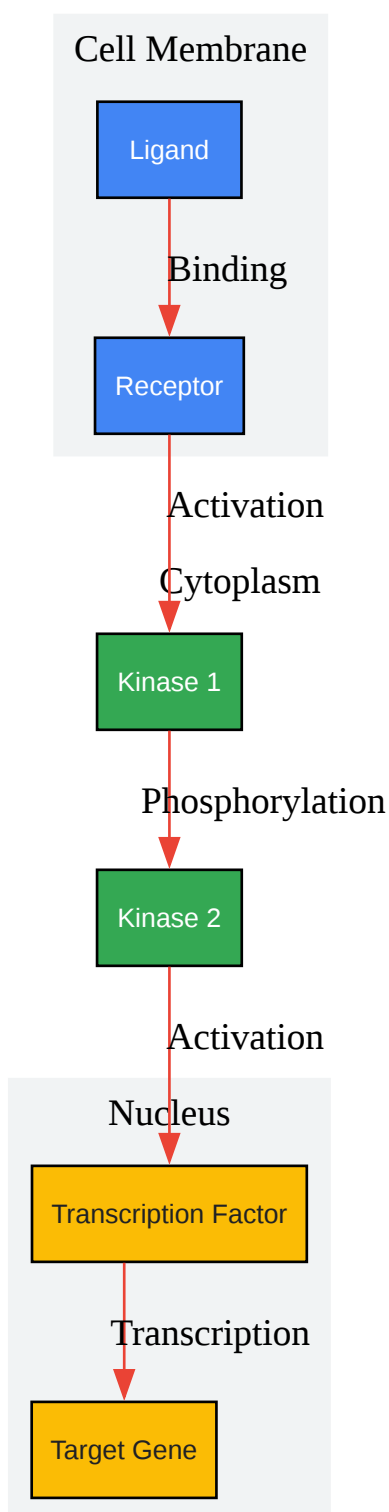 Cell Membrane
Ligand
Binding
Receptor
Activation
Cytoplasm
Kinase 1
Phosphorylation
Kinase 2
Activation
Nucleus
Transcription Factor
Transcription
Target Gene